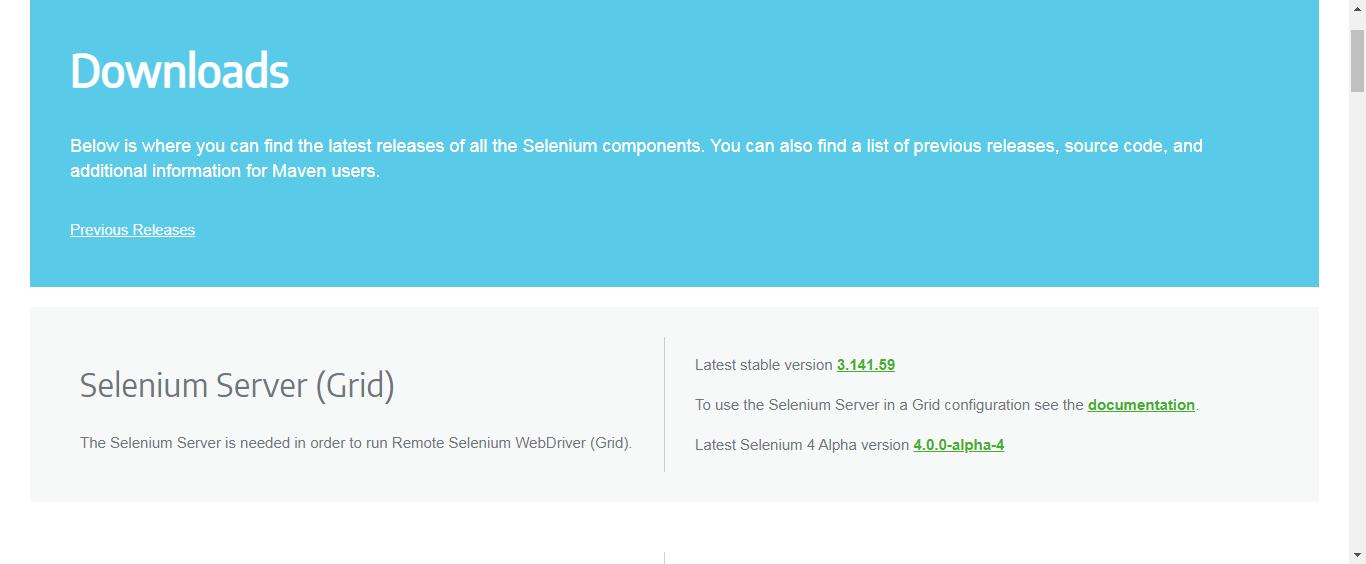 Downloads
Below is where you can find the latest releases of all the Selenium components. You can also find a list of previous releases, source code, and
additional information for Maven users.
Previous Releases
Selenium Server (Grid)
The Selenium Server is needed in order to run Remote Selenium WebDriver (Grid).
Latest stable version 3.141.59
To use the Selenium Server in a Grid configuration see the documentation.
Latest Selenium 4 Alpha version 4.0.0-alpha-4